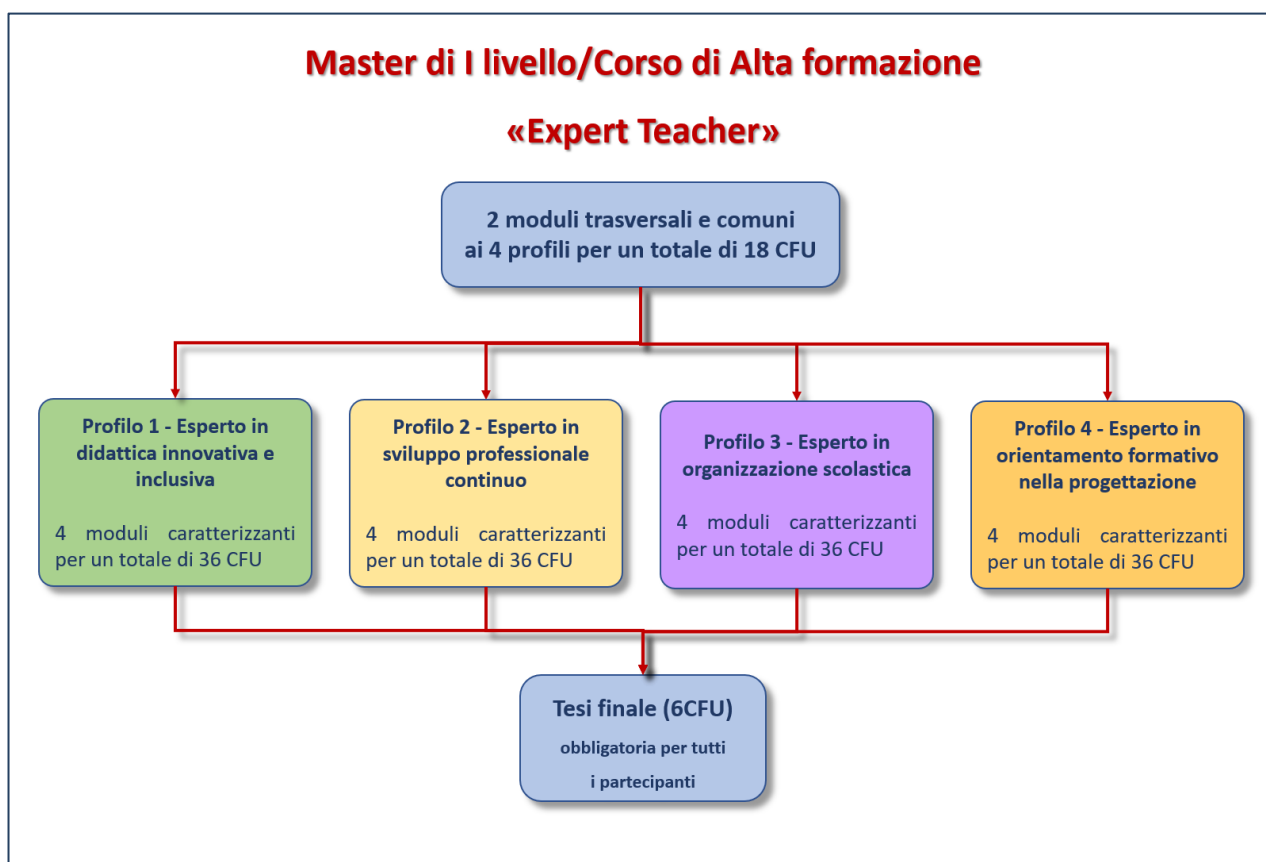 Master di I livello/Corso di Alta formazione
«Expert Teacher»
2 moduli trasversali e comuni
ai 4 profili per un totale di 18 CFU
Profilo 1 - Esperto in
didattica innovativa e
inclusiva
4 moduli caratterizzanti
per un totale di 36 CFU
Profilo 2 - Esperto in
sviluppo professionale
continuo
4 moduli caratterizzanti
per un totale di 36 CFU
Profilo 3 - Esperto in
organizzazione scolastica
4 moduli caratterizzanti
per un totale di 36 CFU
Profilo 4 - Esperto in
orientamento formativo
nella progettazione
4 moduli caratterizzanti
per un totale di 36 CFU
Tesi finale (6CFU)
obbligatoria per tutti
i partecipanti